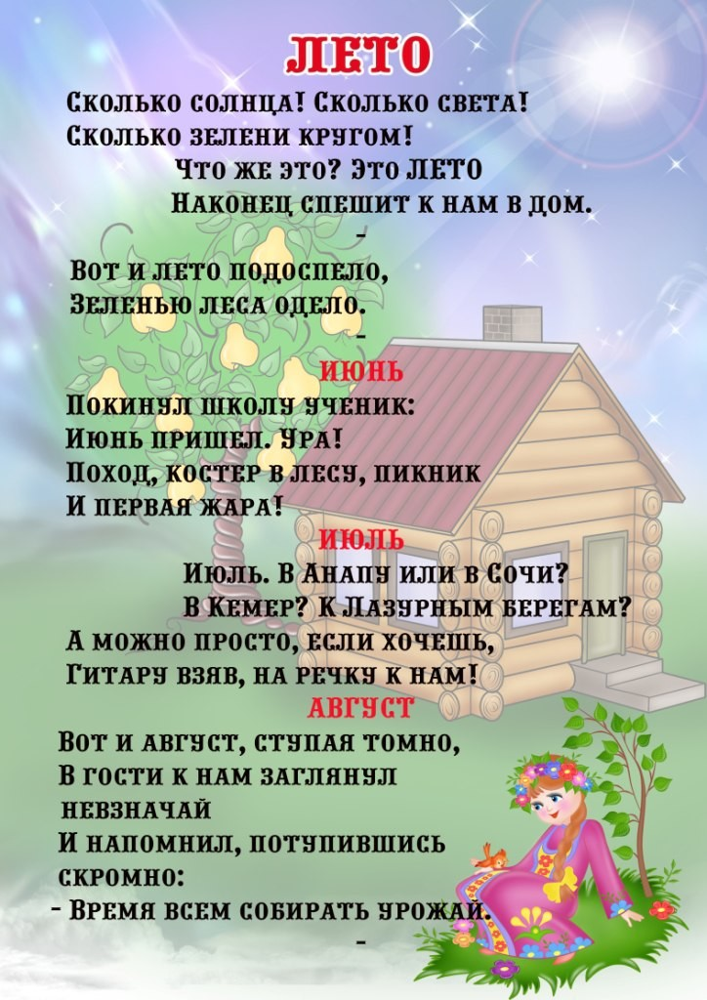 ЛЕТО
Сколько солнца! Сколько света!
Сколько зелени кругом!
Что же это? Это ЛЕТО
Наконец спешит к нам в дом.
-
Вот и лето подоспело,
Зеленью леса одело.
-
ИЮНЬ
Покинул школу ученик:
Июнь пришел. Ура!
Поход, костер в лесу, пикник
И первая жара!
ИЮЛЬ
Июль. В Анапу или в Сочи?
В Кемер? К Лазурным берегам?
А можно просто, если хочешь,
Гитару взяв, на речку к нам!
АВГУСТ
Вот и август, ступая томно,
В гости к нам заглянул
невзначай
И напомнил, потупившись
скромно:
- Время всем собирать урожай.
-